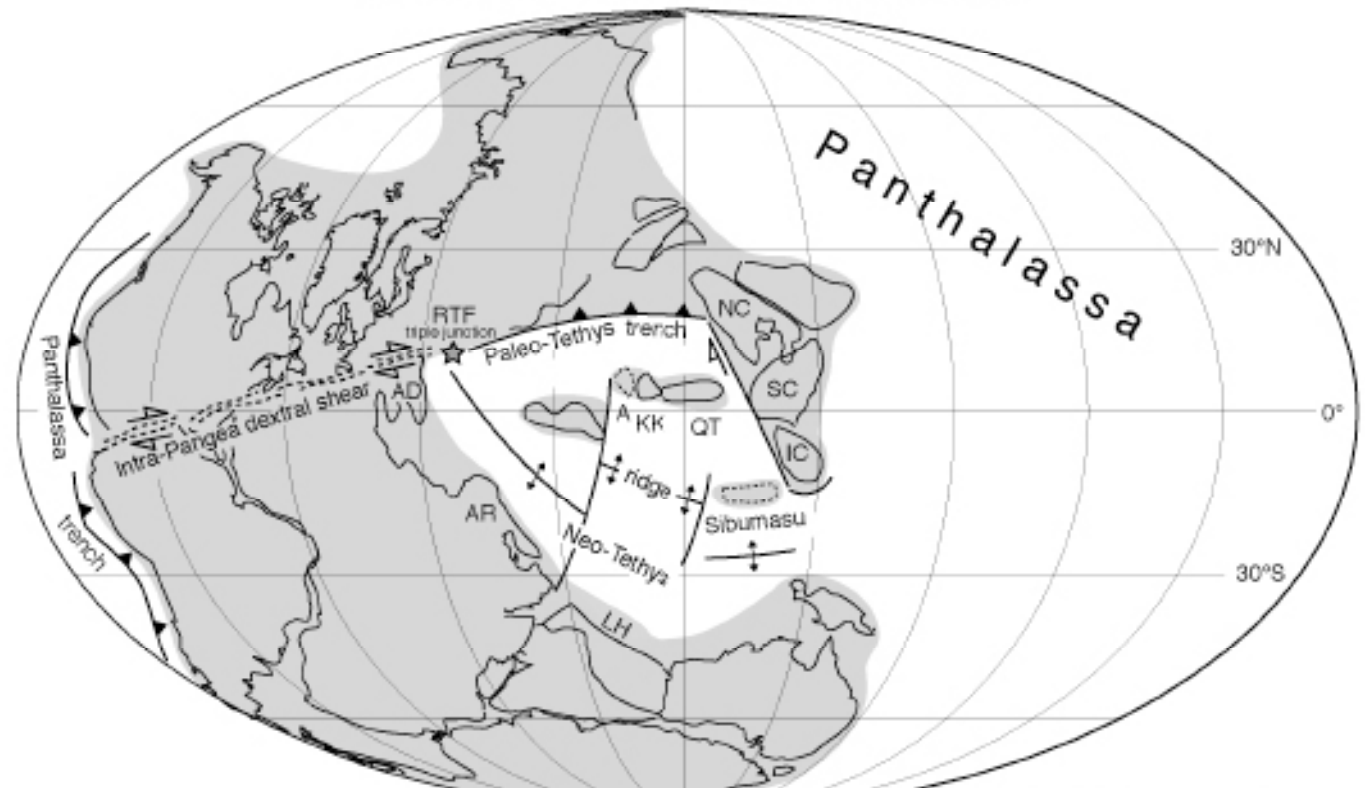 Panthalassa
30°N
NC
RTF
triple junction
Paleo-Tethys trench
Panthalassa
trench
AD
SC
A
KK
QT
0°
Intra-Pangea dextral shear
IC
ridge
AR
Sibumasu
Neo-Tethys
30°S
LH